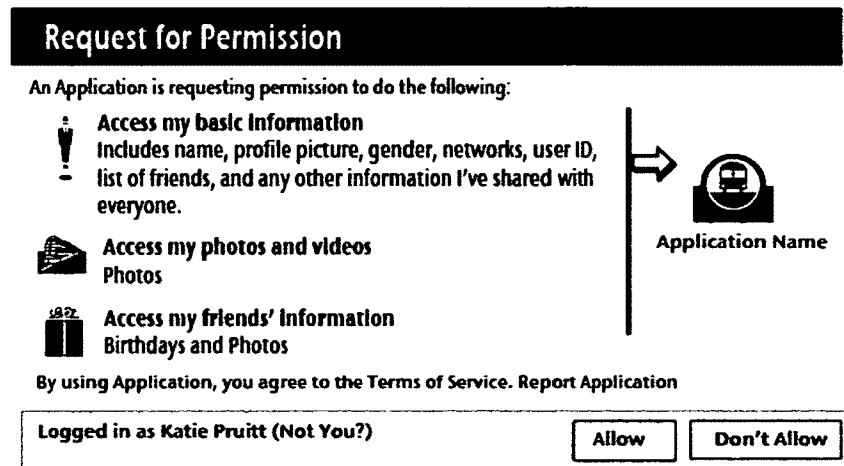 Request for Permission
An Application is requesting permission to do the following:
Access my basic information
Includes name, profile picture, gender, networks, user ID,
list of friends, and any other information I've shared with
everyone.
Access my photos and videos
Photos
Access my friends' information
Birthdays and Photos
Application Name
By using Application, you agree to the Terms of Service. Report Application
Logged in as Katie Pruitt (Not You?)
Allow
Don't Allow